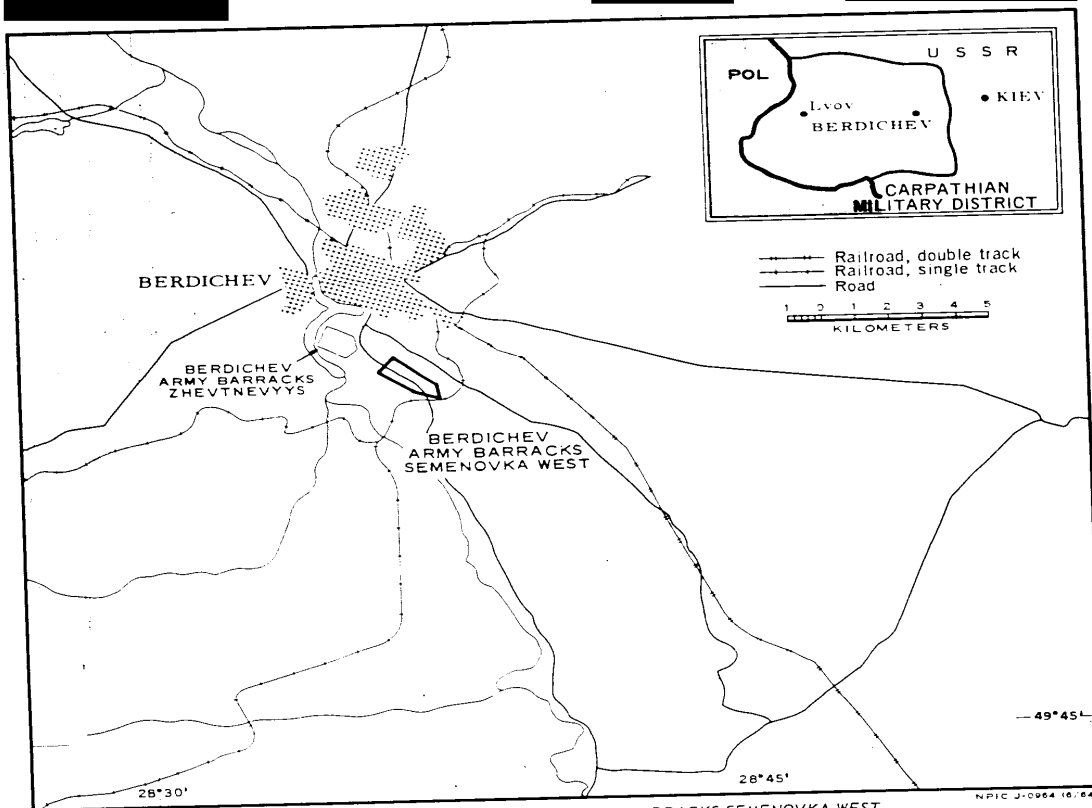 U S S R
POL
KIEV
Lvov
BERDICHEV
CARPATHIAN
MILITARY DISTRICT
Railroad, double track
Railroad, single track
Road
1 0 1 2 3 4 5
KILOMETERS
BERDICHEV
BERDICHEV
ARMY BARRACKS
ZHEVTNEVYYS
BERDICHEV
ARMY BARRACKS
SEMENOVKA WEST
49°45'
28°30'
28°45'
SEMENOVKA WEST
NPIC J-0964